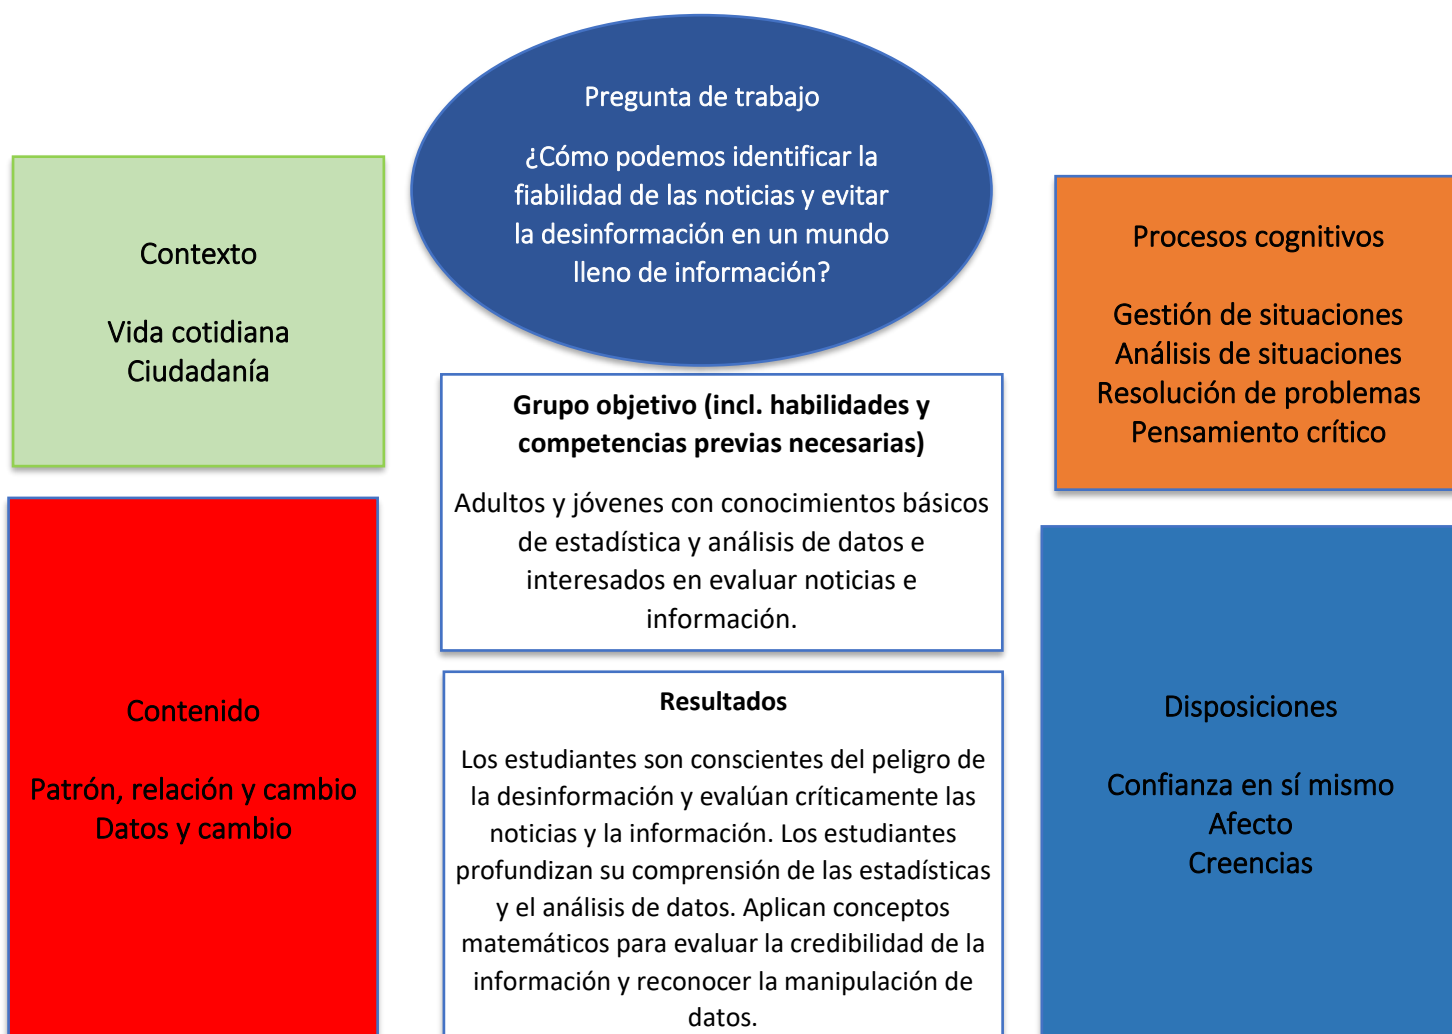 Pregunta de trabajo
¿Cómo podemos identificar la
fiabilidad de las noticias y evitar
la desinformación en un mundo
lleno de información?
Contexto
Vida cotidiana
Ciudadanía
Procesos cognitivos
Gestión de situaciones
Análisis de situaciones
Resolución de problemas
Pensamiento crítico
Grupo objetivo (incl. habilidades y
competencias previas necesarias)
Adultos y jóvenes con conocimientos básicos
de estadística y análisis de datos e
interesados en evaluar noticias e
información.
Contenido
Patrón, relación y cambio
Datos y cambio
Resultados
Los estudiantes son conscientes del peligro de
la desinformación y evalúan críticamente las
noticias y la información. Los estudiantes
profundizan su comprensión de las estadísticas
y el análisis de datos. Aplican conceptos
matemáticos para evaluar la credibilidad de la
información y reconocer la manipulación de
datos.
Disposiciones
Confianza en sí mismo
Afecto
Creencias